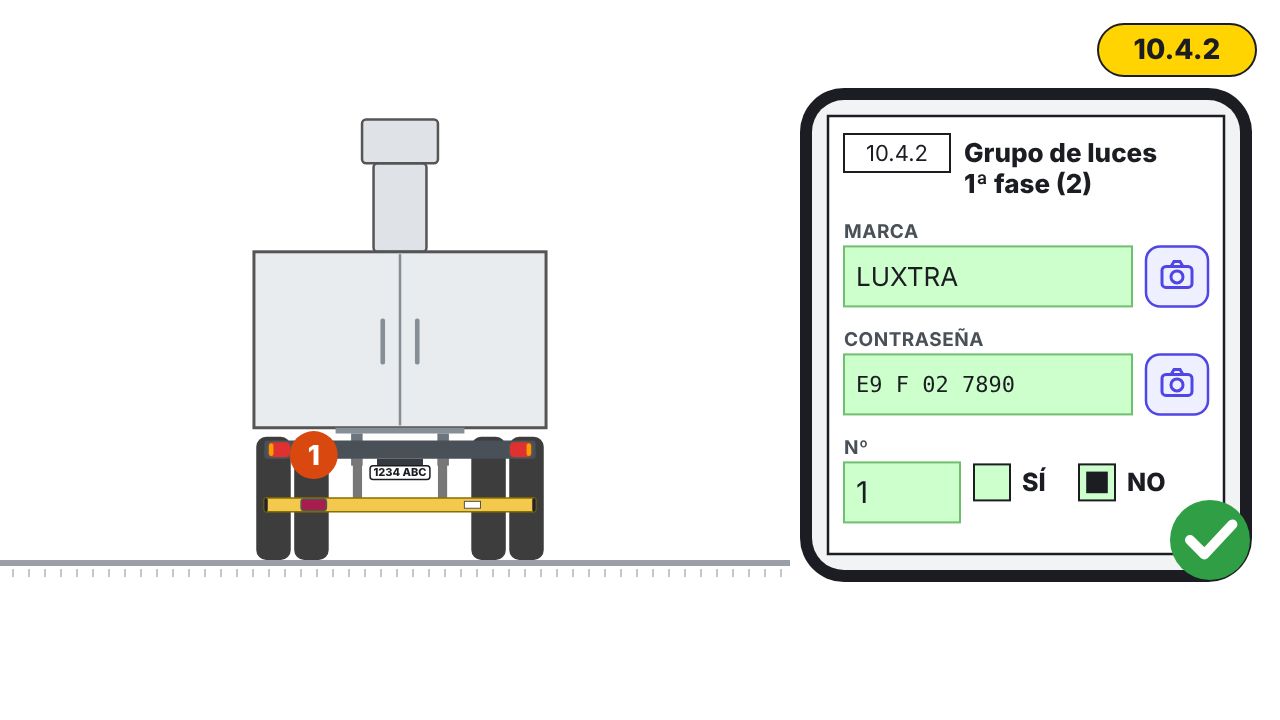 10.4.2
10.4.2
Grupo de luces
1ª fase (2)
MARCA
LUXTRA
CONTRASEÑA
E9 F 02 7890
Nº
1
SÍ
NO
1
1234 ABC